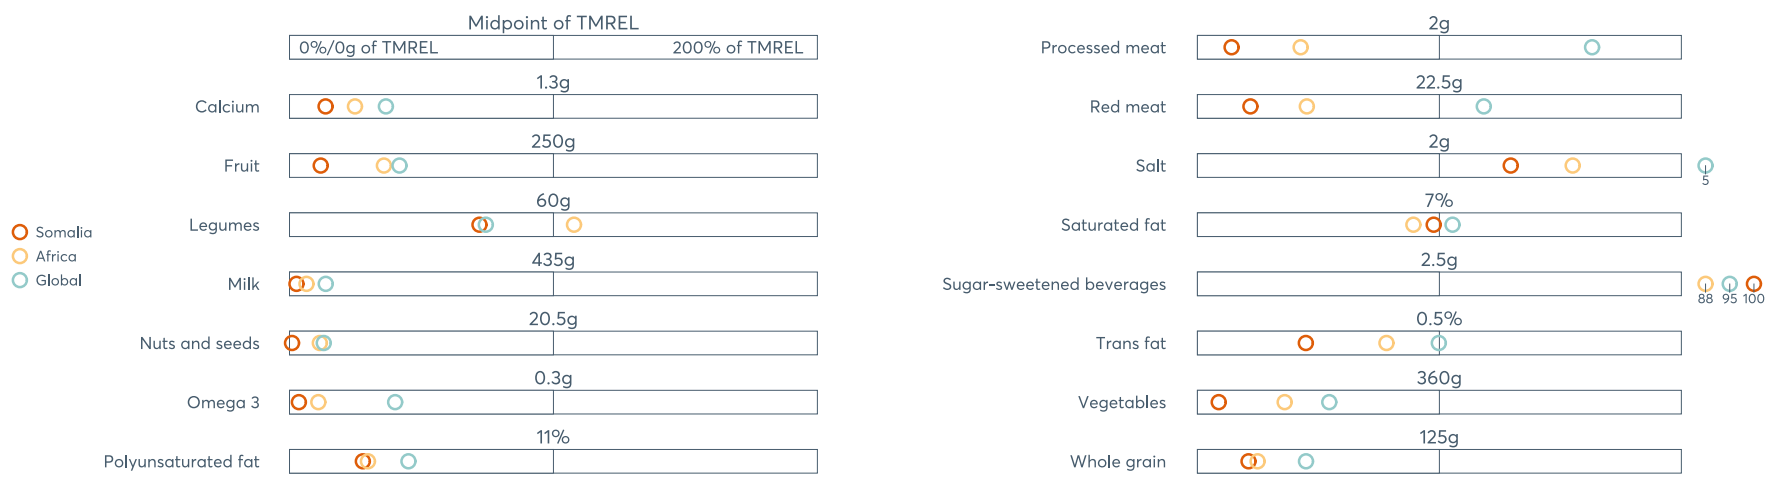 Midpoint of TMREL
0%/0g of TMREL 200% of TMREL
1.3g
Calcium
250g
Fruit
60g
Legumes
435g
Milk
20.5g
Nuts and seeds
0.3g
Omega 3
11%
Polyunsaturated fat
Somalia
Africa
Global
2g
Processed meat
22.5g
Red meat
2g
Salt
5
7%
Saturated fat
2.5g
Sugar-sweetened beverages
88 95 100
0.5%
Trans fat
360g
Vegetables
125g
Whole grain